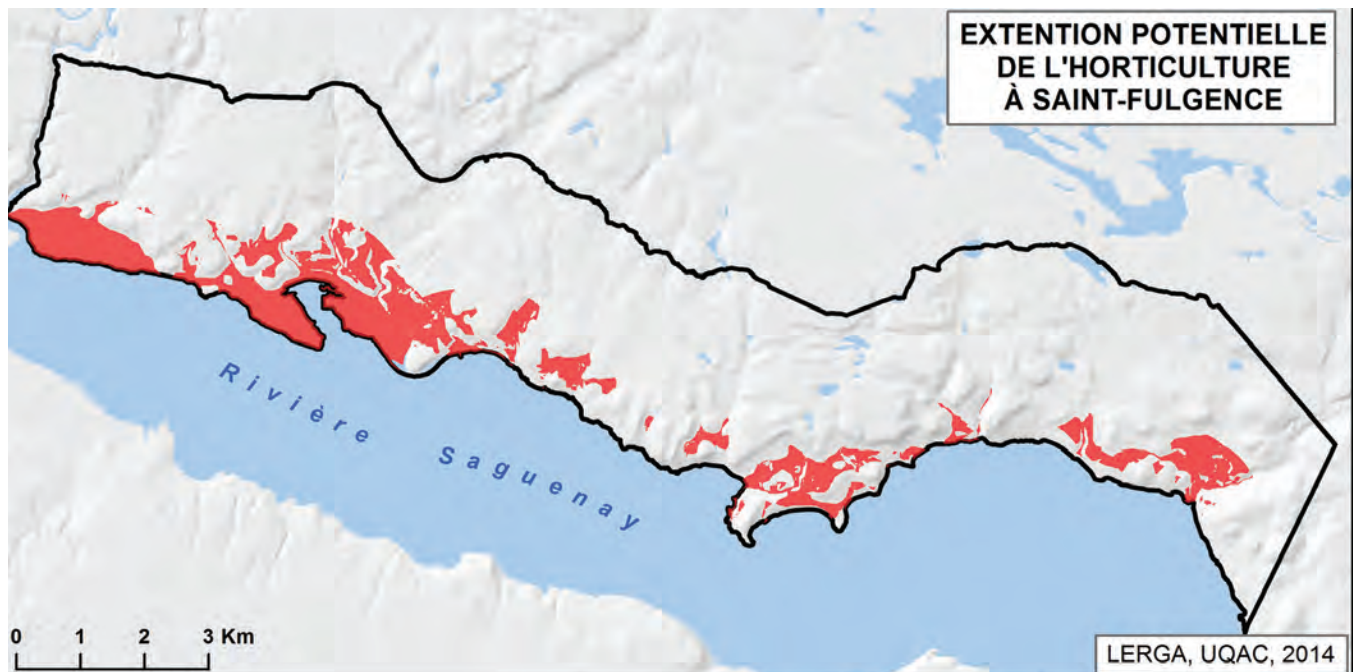 EXTENTION POTENTIELLE
DE L'HORTICULTURE
À SAINT-FULGENCE
Rivière Saguenay
0 1 2 3 Km
LERGA, UQAC, 2014